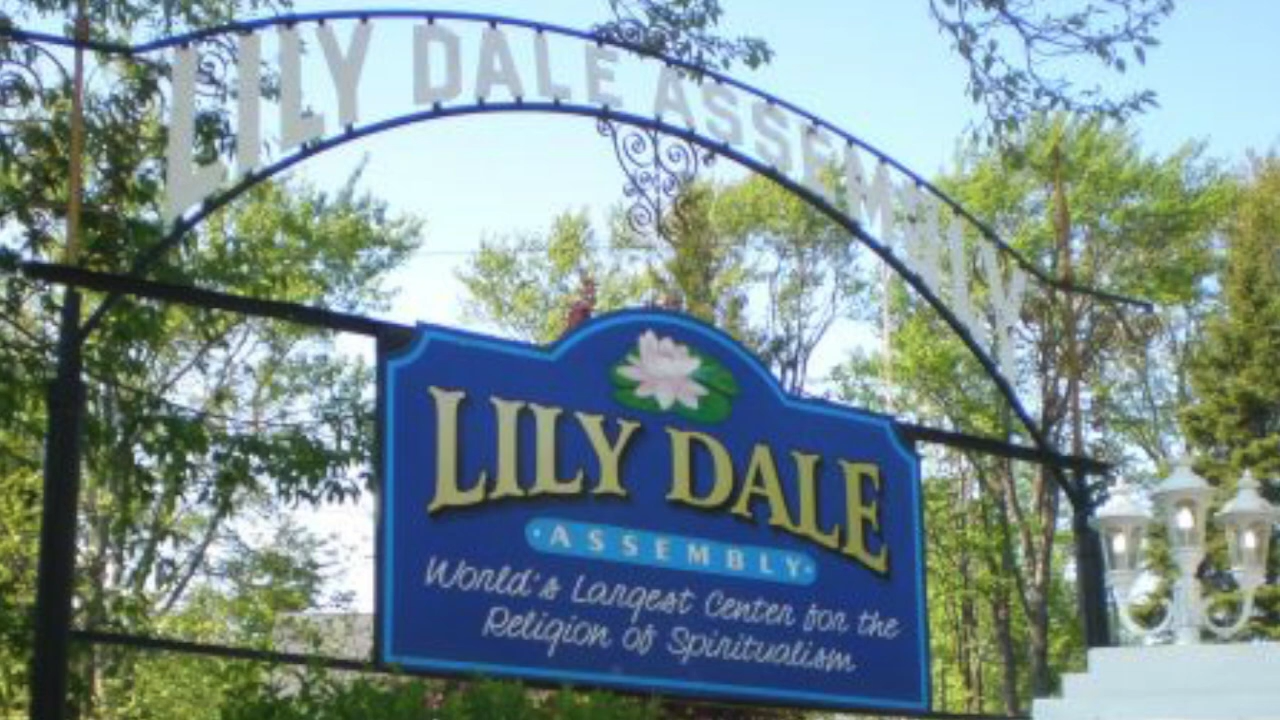 LILY DALE ASSEMBLY
LILY DALE
·ASSEMBLY·
World's Largest Center for the
Religion of Spiritualism